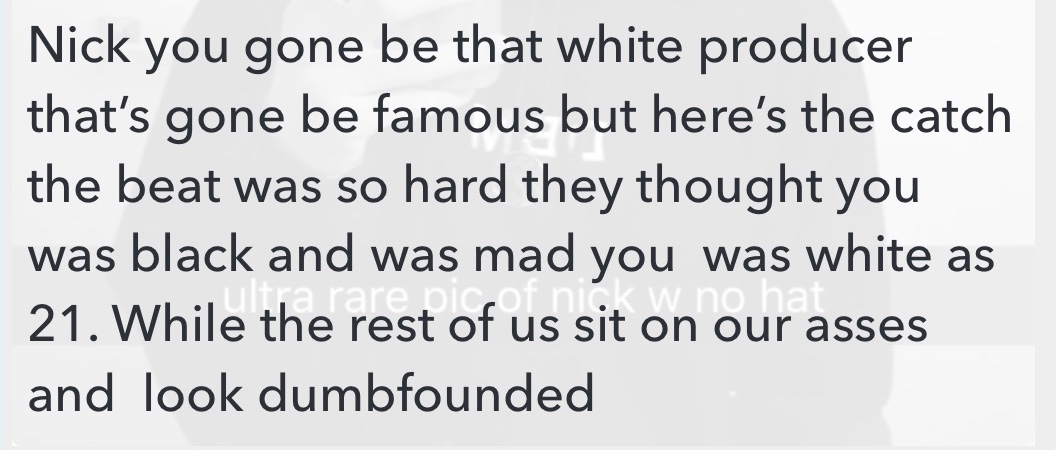 Nick you gone be that white producer
that’s gone be famous but here’s the catch
the beat was so hard they thought you
was black and was mad you  was white as
21. While the rest of us sit on our asses
and  look dumbfounded
ultra rare pic of nick w no hat